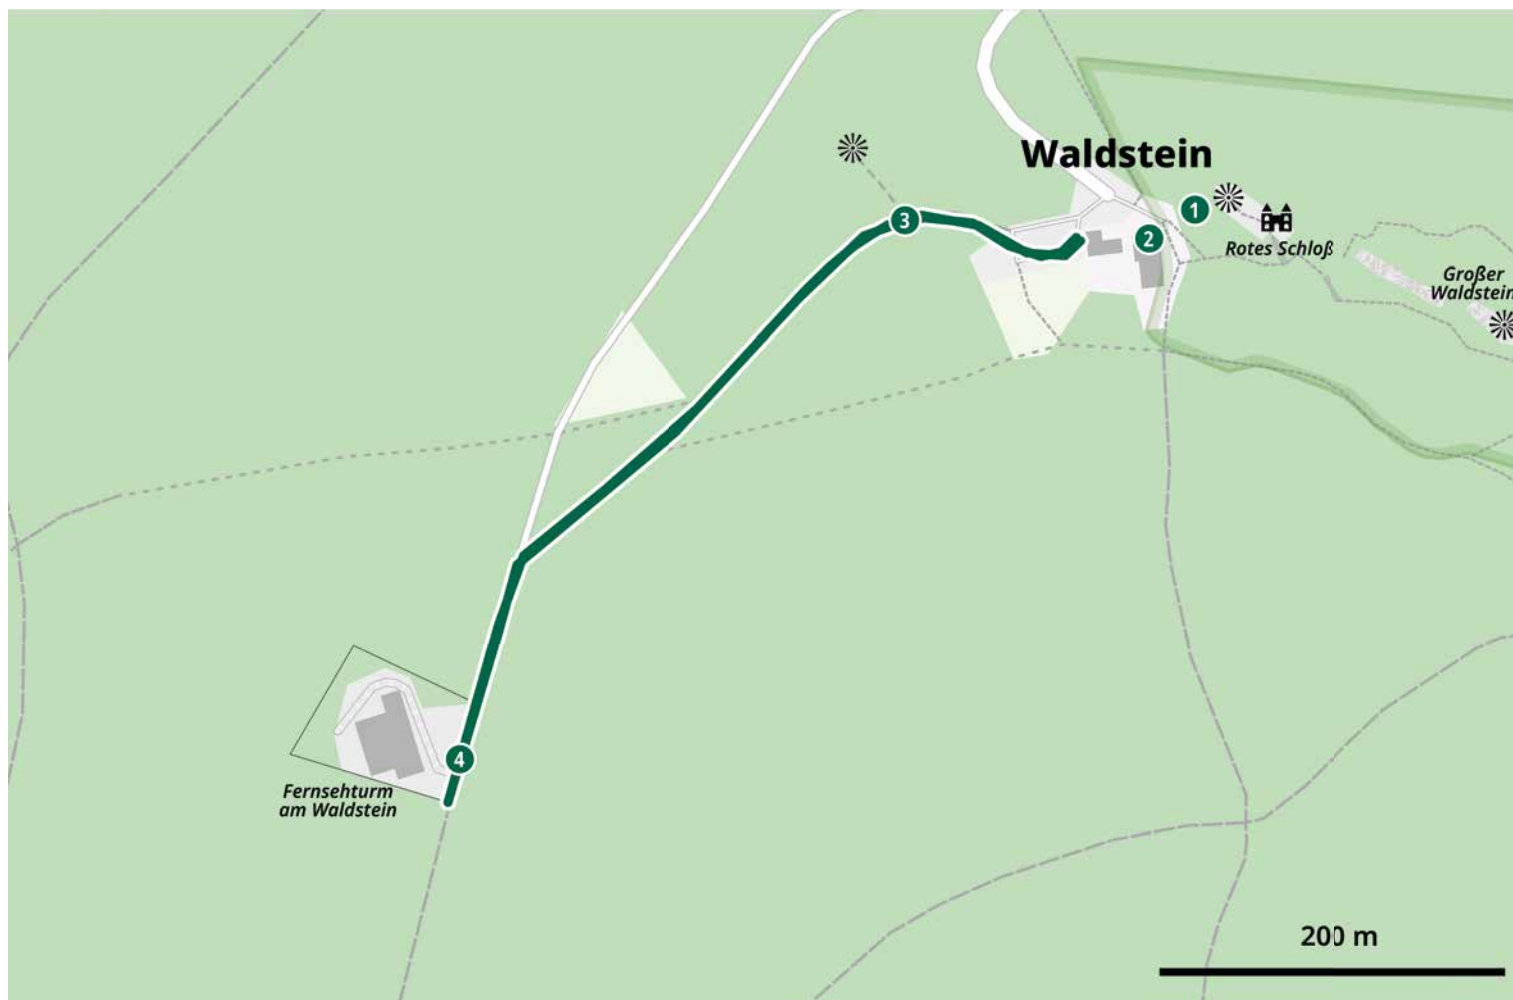 Waldstein
1
2
3
Rotes Schloß
Großer
Waldstein
4
Fernsehturm
am Waldstein
200 m